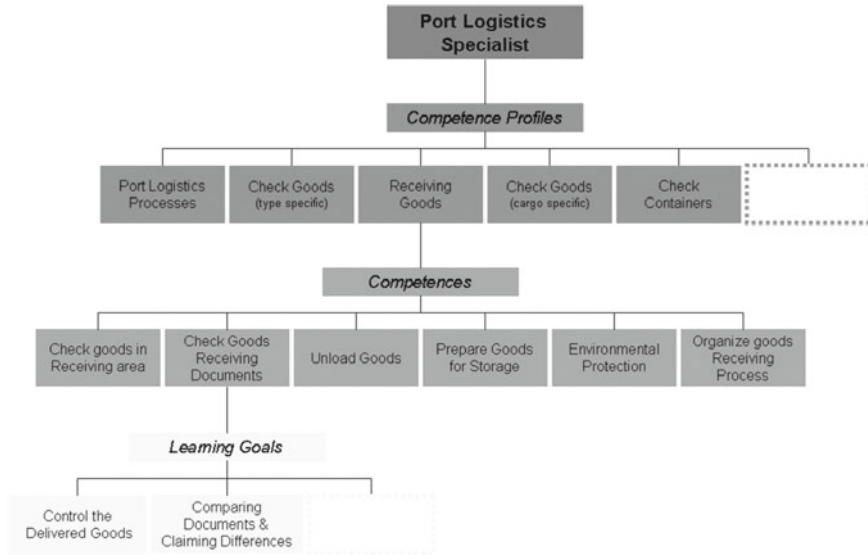 Port Logistics
Specialist
Competence Profiles
Port Logistics
Processes
Check Goods
(type specific)
Receiving
Goods
Check Goods
(cargo specific)
Check
Containers
Competences
Check goods in
Receiving area
Check Goods
Receiving
Documents
Unload Goods
Prepare Goods
for Storage
Environmental
Protection
Organize goods
Receiving
Process
Learning Goals
Control the
Delivered Goods
Comparing
Documents &
Claiming Differences